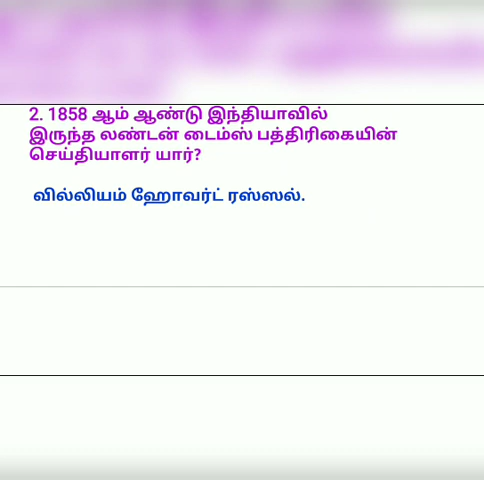 2. 1858 ஆம் ஆண்டு இந்தியாவில்
இருந்த லண்டன் டைம்ஸ் பத்திரிகையின்
செய்தியாளர் யார்?
வில்லியம் ஹோவர்ட் ரஸ்ஸல்.